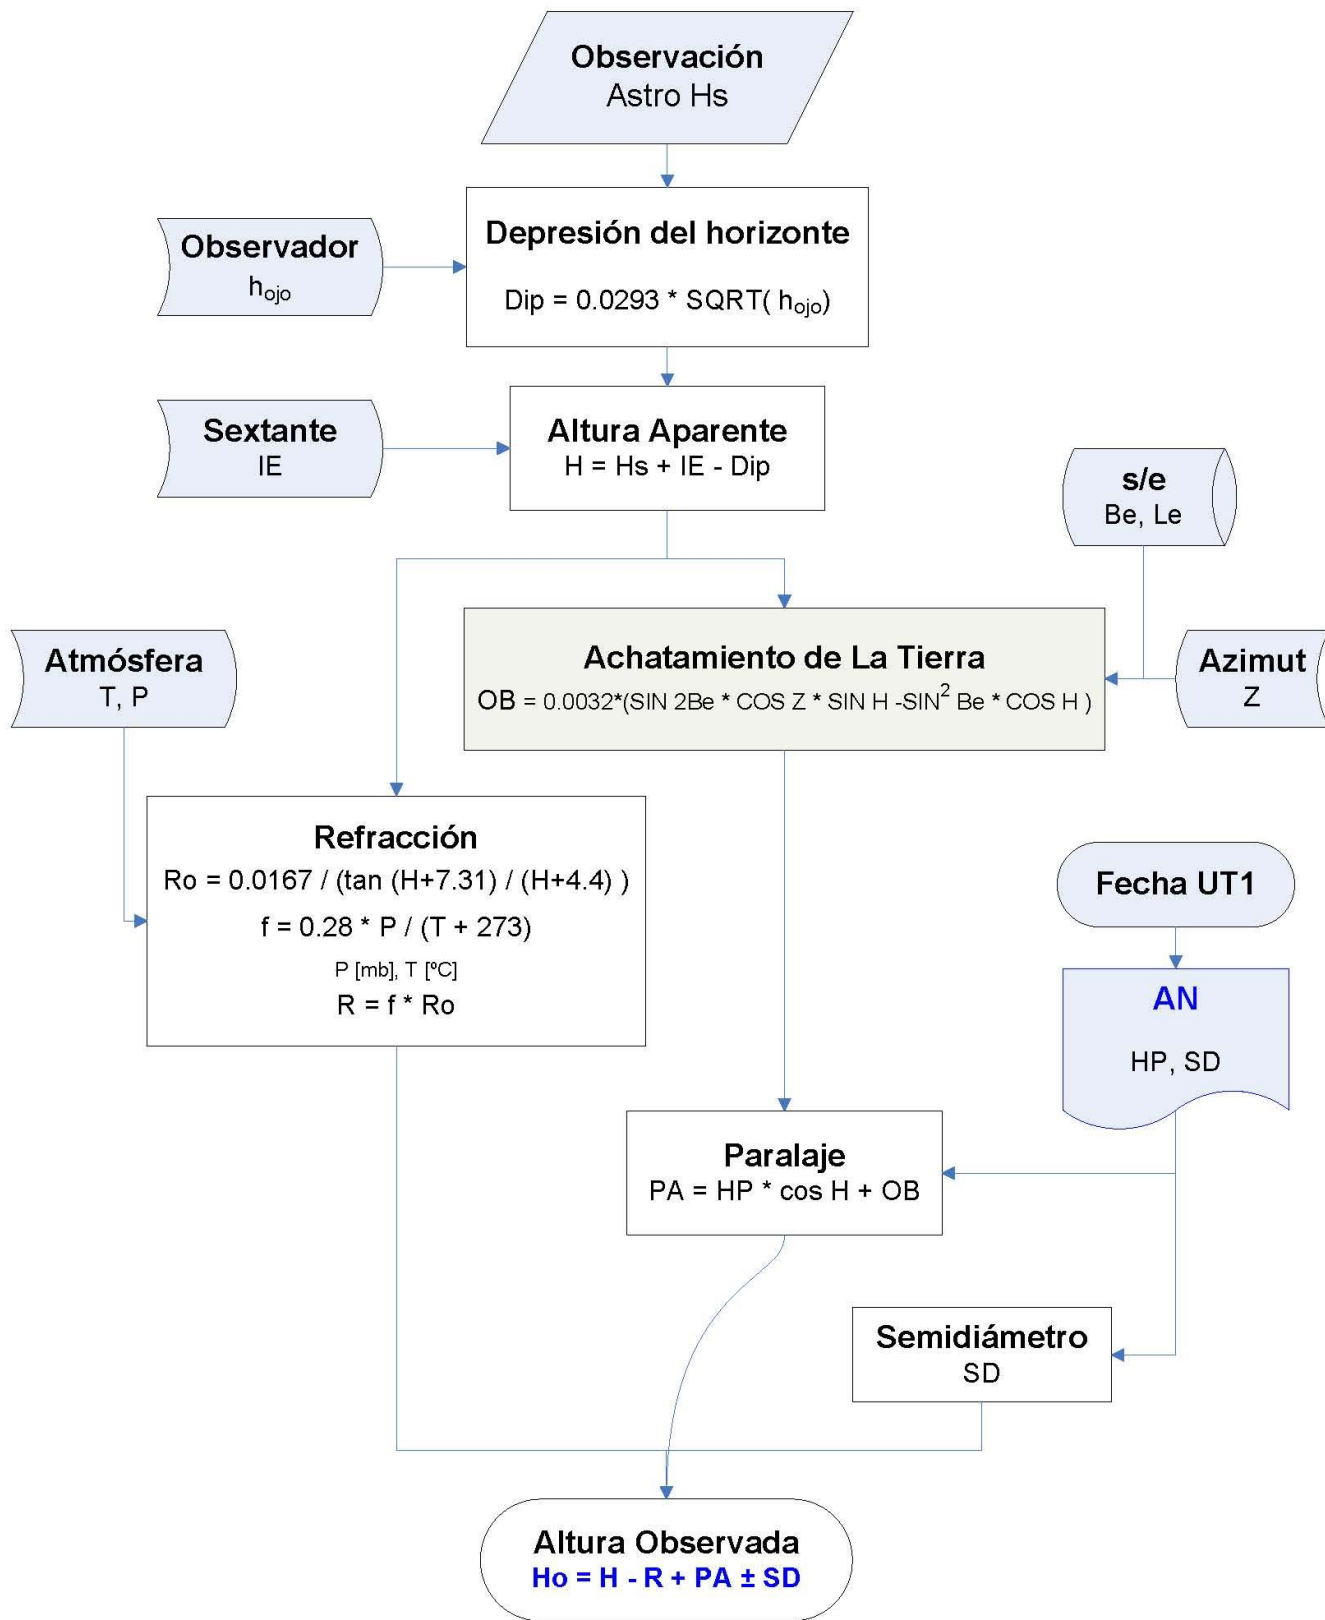 Observación
Astro Hs
Depresión del horizonte
Dip = 0.0293 * SQRT( hojo)
Observador
hojo
Sextante
IE
Altura Aparente
H = Hs + IE - Dip
s/e
Be, Le
Atmósfera
T, P
Achatamiento de La Tierra
OB = 0.0032*(SIN 2Be * COS Z * SIN H -SIN² Be * COS H )
Azimut
Z
Refracción
Ro = 0.0167 / (tan (H+7.31) / (H+4.4) )
f = 0.28 * P / (T + 273)
P [mb], T [ºC]
R = f * Ro
Fecha UT1
AN
HP, SD
Paralaje
PA = HP * cos H + OB
Semidiámetro
SD
Altura Observada
Ho = H - R + PA ± SD